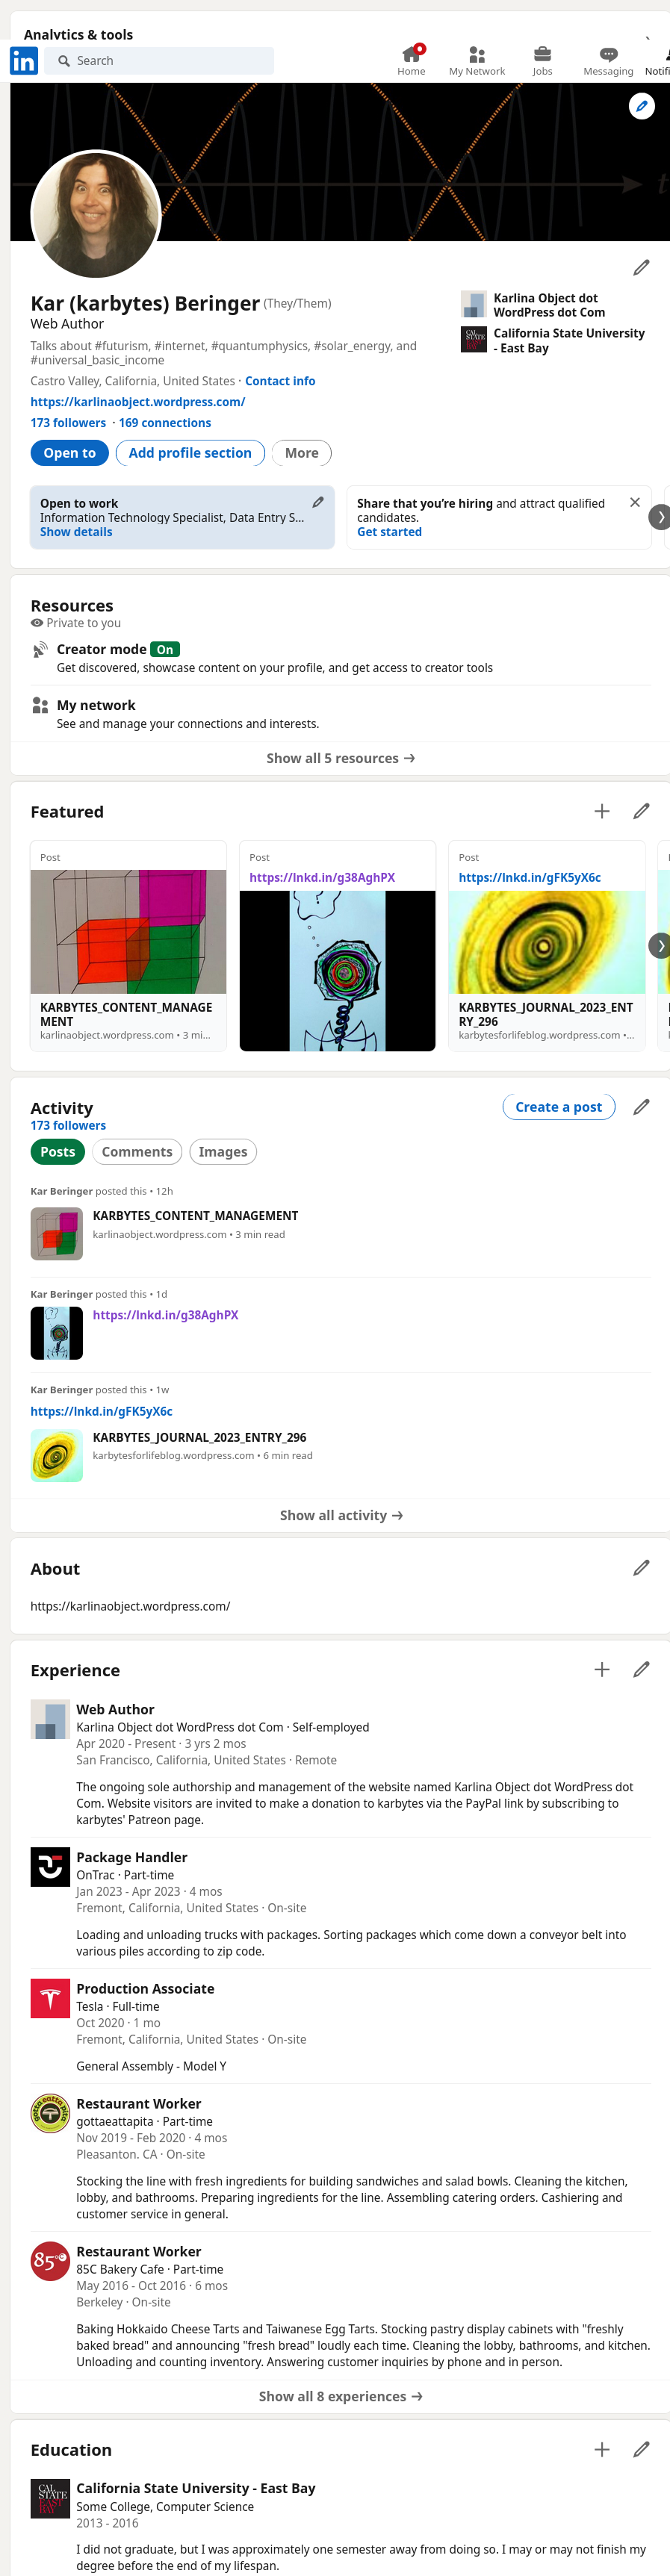 Analytics & tools
in
Search
Home
My Network
Jobs
Messaging
Notifi
t
Kar (karbytes) Beringer (They/Them)
Web Author
Talks about #futurism, #internet, #quantumphysics, #solar_energy, and
#universal_basic_income
Castro Valley, California, United States · Contact info
https://karlinaobject.wordpress.com/
173 followers · 169 connections
Karlina Object dot
WordPress dot Com
California State University
- East Bay
Open to
Add profile section
More
Open to work
Information Technology Specialist, Data Entry S...
Show details
Share that you're hiring and attract qualified
candidates.
Get started
Resources
Private to you
Creator mode On
Get discovered, showcase content on your profile, and get access to creator tools
My network
See and manage your connections and interests.
Show all 5 resources →
Featured
Post
KARBYTES_CONTENT_MANAGE
MENT
karlinaobject.wordpress.com • 3 mi...
Post
https://lnkd.in/g38AghPX
Post
https://lnkd.in/gFK5yX6c
KARBYTES_JOURNAL_2023_ENT
RY_296
karbytesforlifeblog.wordpress.com •...
Activity
173 followers
Create a post
Posts
Comments
Images
Kar Beringer posted this • 12h
KARBYTES_CONTENT_MANAGEMENT
karlinaobject.wordpress.com • 3 min read
Kar Beringer posted this • 1d
https://lnkd.in/g38AghPX
Kar Beringer posted this • 1w
https://lnkd.in/gFK5yX6c
KARBYTES_JOURNAL_2023_ENTRY_296
karbytesforlifeblog.wordpress.com • 6 min read
Show all activity →
About
https://karlinaobject.wordpress.com/
Experience
Web Author
Karlina Object dot WordPress dot Com · Self-employed
Apr 2020 - Present · 3 yrs 2 mos
San Francisco, California, United States · Remote
The ongoing sole authorship and management of the website named Karlina Object dot WordPress dot
Com. Website visitors are invited to make a donation to karbytes via the PayPal link by subscribing to
karbytes' Patreon page.
Package Handler
OnTrac · Part-time
Jan 2023 - Apr 2023 · 4 mos
Fremont, California, United States · On-site
Loading and unloading trucks with packages. Sorting packages which come down a conveyor belt into
various piles according to zip code.
Production Associate
Tesla · Full-time
Oct 2020 · 1 mo
Fremont, California, United States · On-site
General Assembly - Model Y
Restaurant Worker
gottaeattapita · Part-time
Nov 2019 - Feb 2020 · 4 mos
Pleasanton. CA · On-site
Stocking the line with fresh ingredients for building sandwiches and salad bowls. Cleaning the kitchen,
lobby, and bathrooms. Preparing ingredients for the line. Assembling catering orders. Cashiering and
customer service in general.
85°C
Restaurant Worker
85C Bakery Cafe · Part-time
May 2016 - Oct 2016 · 6 mos
Berkeley · On-site
Baking Hokkaido Cheese Tarts and Taiwanese Egg Tarts. Stocking pastry display cabinets with "freshly
baked bread" and announcing "fresh bread" loudly each time. Cleaning the lobby, bathrooms, and kitchen.
Unloading and counting inventory. Answering customer inquiries by phone and in person.
Show all 8 experiences →
Education
CAL
STATE
EAST
BAY
California State University - East Bay
Some College, Computer Science
2013 - 2016
I did not graduate, but I was approximately one semester away from doing so. I may or may not finish my
degree before the end of my lifespan.